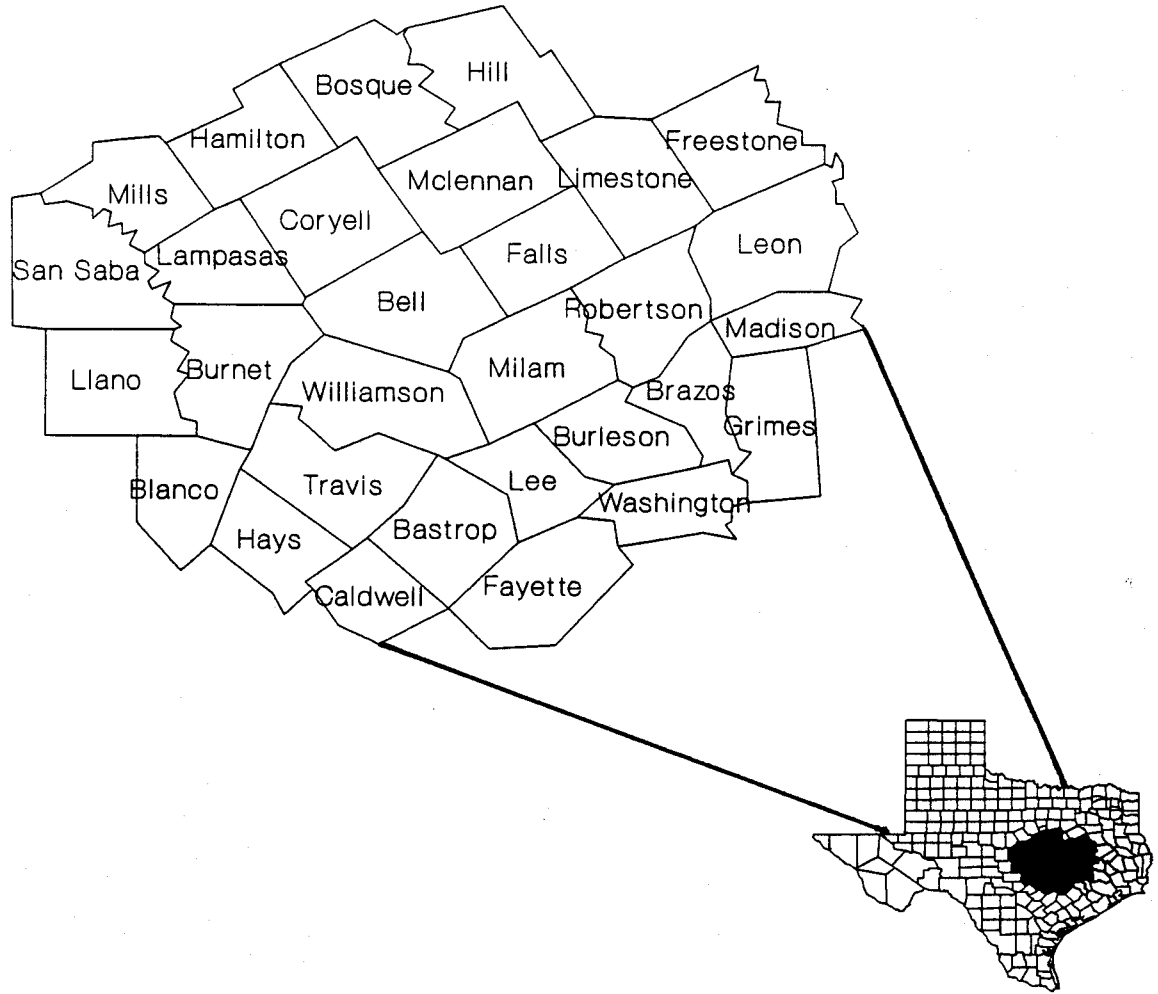 Hill
Bosque
Hamilton
Freestone
Mclennan
Limestone
Mills
Coryell
Leon
Lampasas
Falls
San Saba
Bell
Robertson
Madison
Burnet
Milam
Llano
Williamson
Brazos
Grimes
Burleson
Lee
Travis
Blanco
Washington
Bastrop
Hays
Fayette
Caldwell